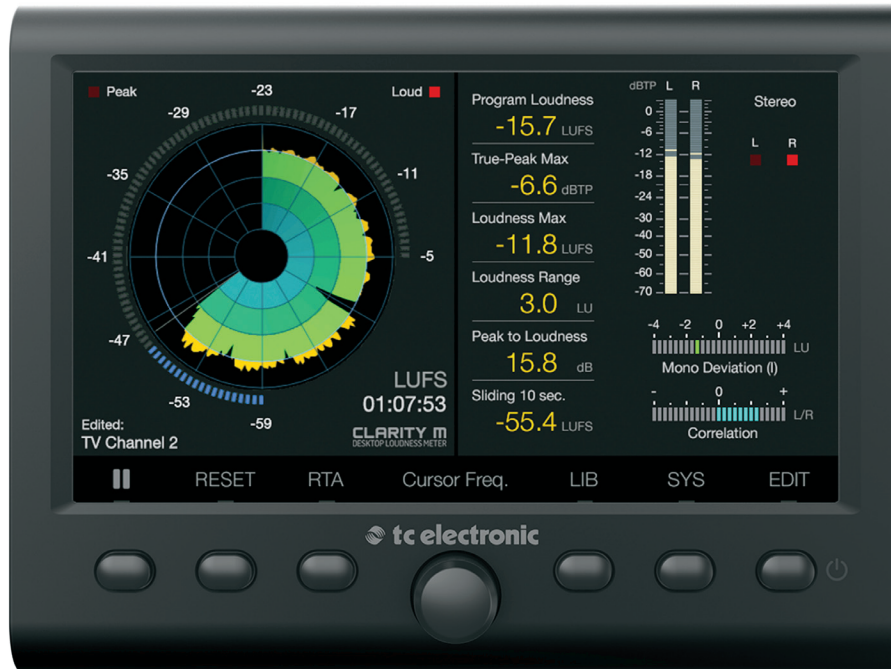 Peak
Loud
-23
-29
-17
-35
-11
-41
-5
-47
-53
-59
LUFS
01:07:53
Edited:
TV Channel 2
CLARITY M
DESKTOP LOUDNESS METER
Program Loudness
-15.7 LUFS
True-Peak Max
-6.6 dBTP
Loudness Max
-11.8 LUFS
Loudness Range
3.0 LU
Peak to Loudness
15.8 dB
Sliding 10 sec.
-55.4 LUFS
dBTP L R
0
-6
-12
-18
-24
-30
-40
-50
-60
-70
Stereo
L R
-4 -2 0 +2 +4
LU
Mono Deviation (I)
- 0 +
L/R
Correlation
RESET RTA Cursor Freq. LIB SYS EDIT
tc electronic